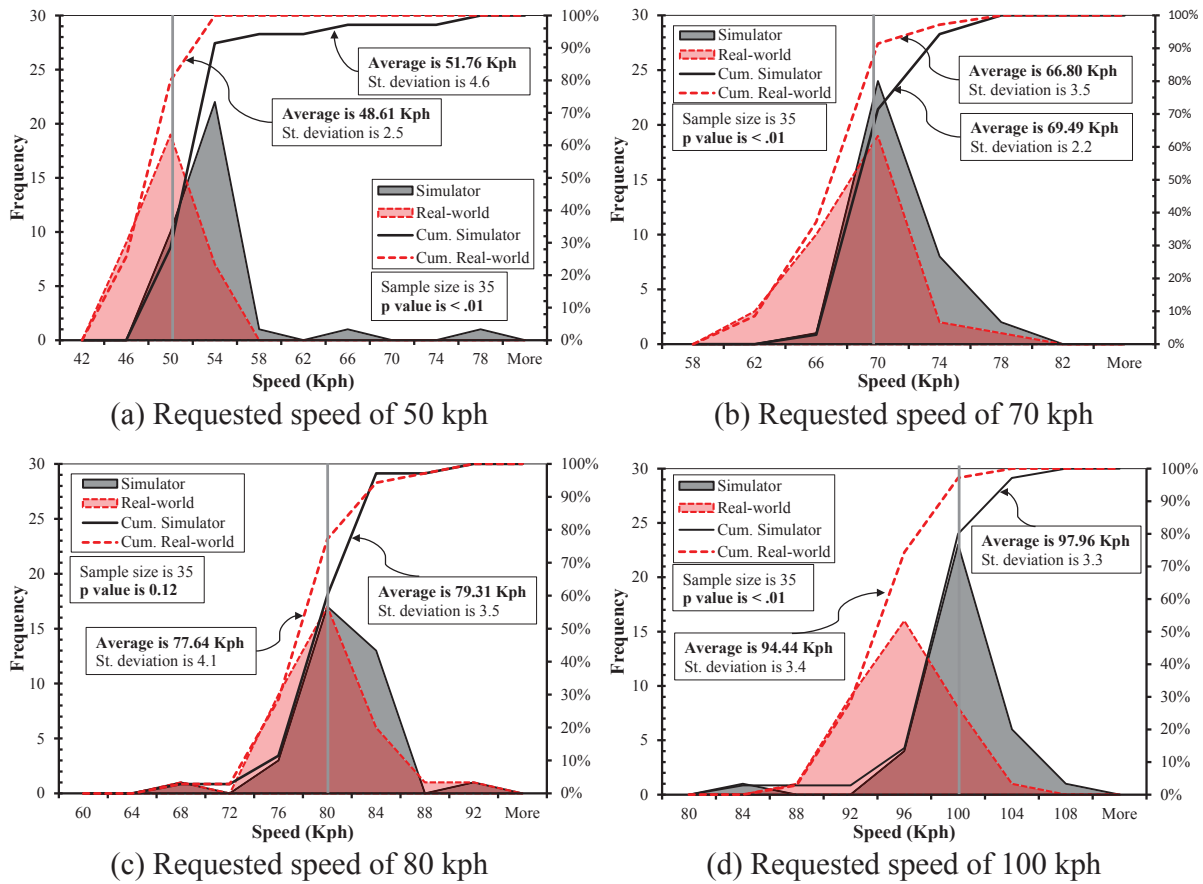 30
25
20
15
10
5
0
Frequency
100%
90%
80%
70%
60%
50%
40%
30%
20%
10%
0%
Average is 51.76 Kph
St. deviation is 4.6
Average is 48.61 Kph
St. deviation is 2.5
Simulator
Real-world
Cum. Simulator
Cum. Real-world
Sample size is 35
p value is < .01
42 46 50 54 58 62 66 70 74 78 More
Speed (Kph)
(a) Requested speed of 50 kph
30
25
20
15
10
5
0
Frequency
100%
90%
80%
70%
60%
50%
40%
30%
20%
10%
0%
Simulator
Real-world
Cum. Simulator
Cum. Real-world
Sample size is 35
p value is < .01
Average is 66.80 Kph
St. deviation is 3.5
Average is 69.49 Kph
St. deviation is 2.2
58 62 66 70 74 78 82 More
Speed (Kph)
(b) Requested speed of 70 kph
30
25
20
15
10
5
0
Frequency
100%
90%
80%
70%
60%
50%
40%
30%
20%
10%
0%
Simulator
Real-world
Cum. Simulator
Cum. Real-world
Sample size is 35
p value is 0.12
Average is 79.31 Kph
St. deviation is 3.5
Average is 77.64 Kph
St. deviation is 4.1
60 64 68 72 76 80 84 88 92 More
Speed (Kph)
(c) Requested speed of 80 kph
30
25
20
15
10
5
0
Frequency
100%
90%
80%
70%
60%
50%
40%
30%
20%
10%
0%
Simulator
Real-world
Cum. Simulator
Cum. Real-world
Sample size is 35
p value is < .01
Average is 97.96 Kph
St. deviation is 3.3
Average is 94.44 Kph
St. deviation is 3.4
80 84 88 92 96 100 104 108 More
Speed (Kph)
(d) Requested speed of 100 kph